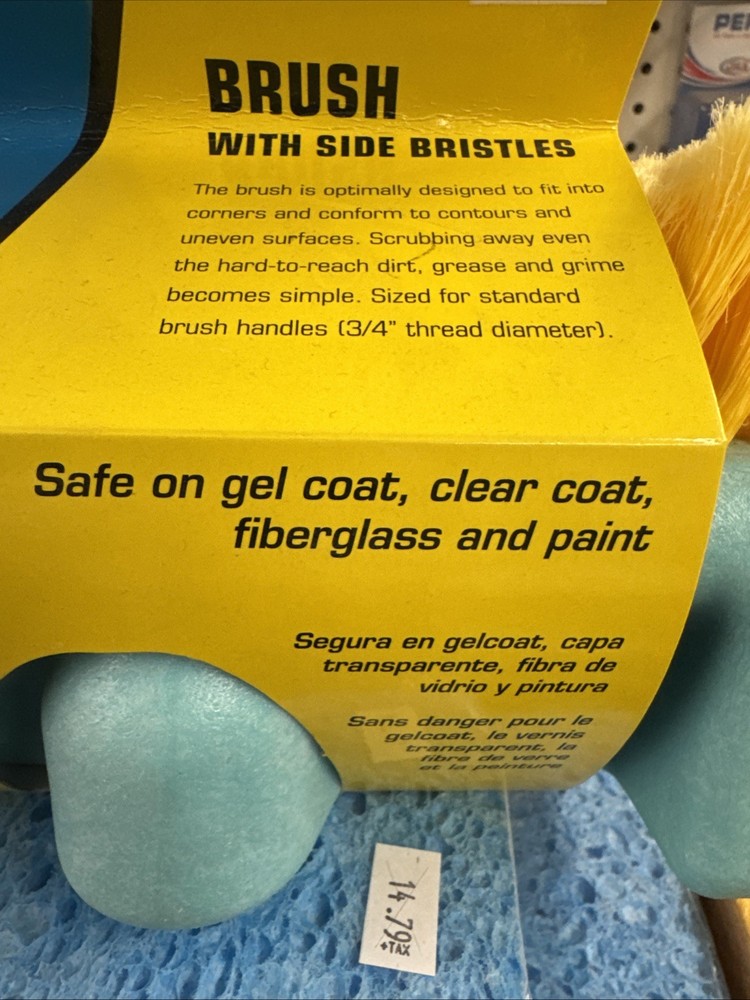 BRUSH
WITH SIDE BRISTLES
The brush is optimally designed to fit into
corners and conform to contours and
uneven surfaces. Scrubbing away even
the hard-to-reach dirt, grease and grime
becomes simple. Sized for standard
brush handles (3/4" thread diameter).
Safe on gel coat, clear coat,
fiberglass and paint
Segura en gelcoat, capa
transparente, fibra de
vidrio y pintura
Sans danger pour le
gelcoat, le vernis
transparent, la
fibre de verre
et la peinture
14.79
+TAX